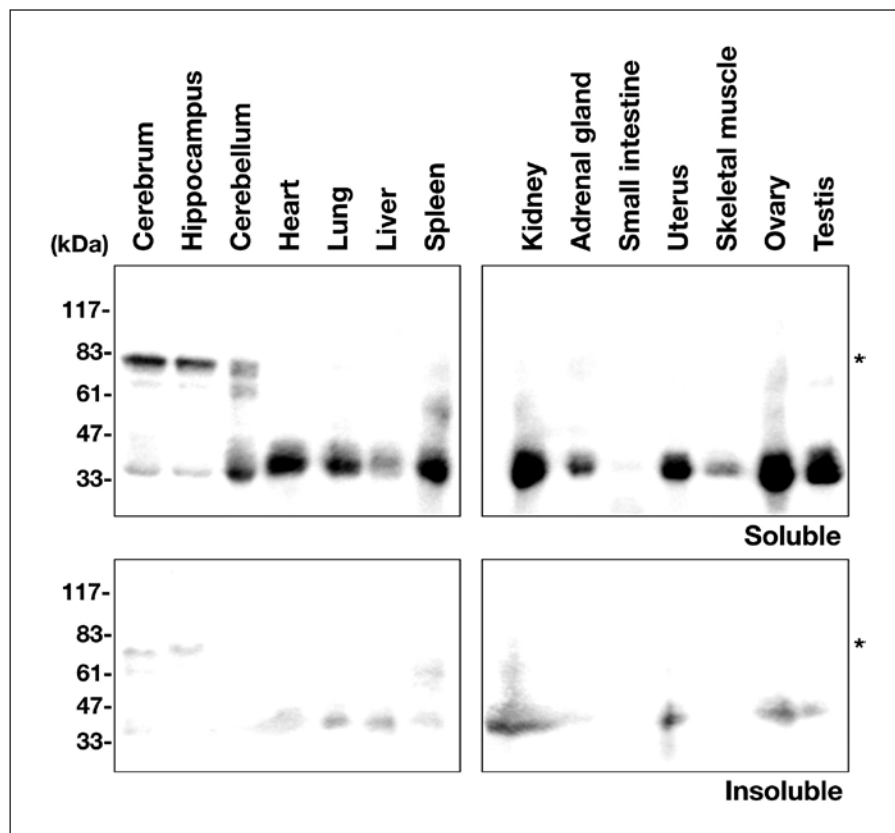 (kDa)
Cerebrum
Hippocampus
Cerebellum
Heart
Lung
Liver
Spleen
Kidney
Adrenal gland
Small intestine
Uterus
Skeletal muscle
Ovary
Testis
117-
83-
*
61-
47-
33-
Soluble
117-
83-
*
61-
47-
33-
Insoluble